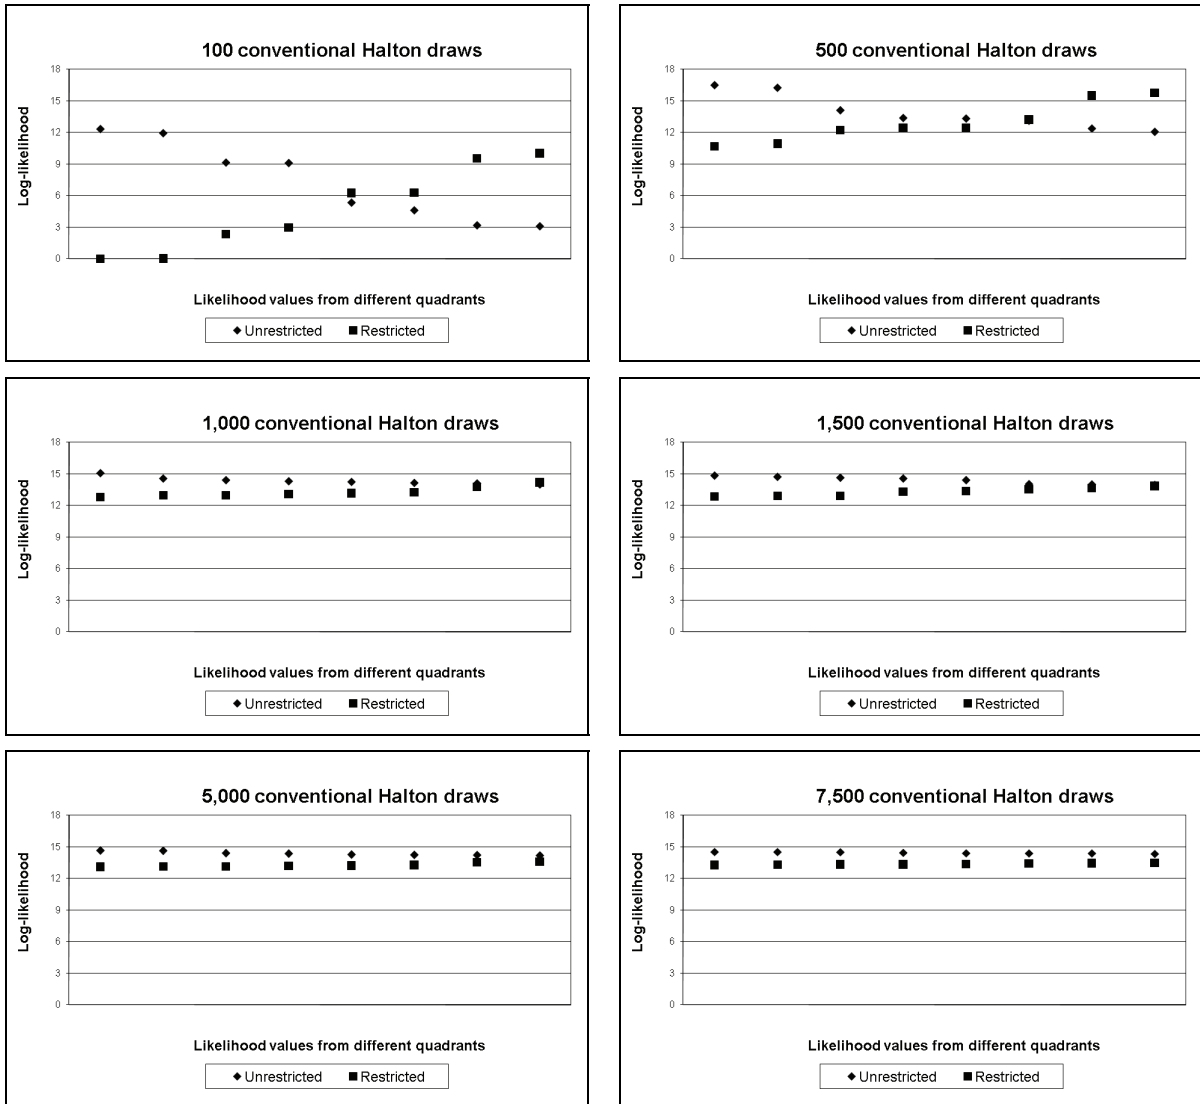 100 conventional Halton draws
18
15
12
9
6
3
0
Log-likelihood
Likelihood values from different quadrants
Unrestricted Restricted
500 conventional Halton draws
18
15
12
9
6
3
0
Log-likelihood
Likelihood values from different quadrants
Unrestricted Restricted
1,000 conventional Halton draws
18
15
12
9
6
3
0
Log-likelihood
Likelihood values from different quadrants
Unrestricted Restricted
1,500 conventional Halton draws
18
15
12
9
6
3
0
Log-likelihood
Likelihood values from different quadrants
Unrestricted Restricted
5,000 conventional Halton draws
18
15
12
9
6
3
0
Log-likelihood
Likelihood values from different quadrants
Unrestricted Restricted
7,500 conventional Halton draws
18
15
12
9
6
3
0
Log-likelihood
Likelihood values from different quadrants
Unrestricted Restricted